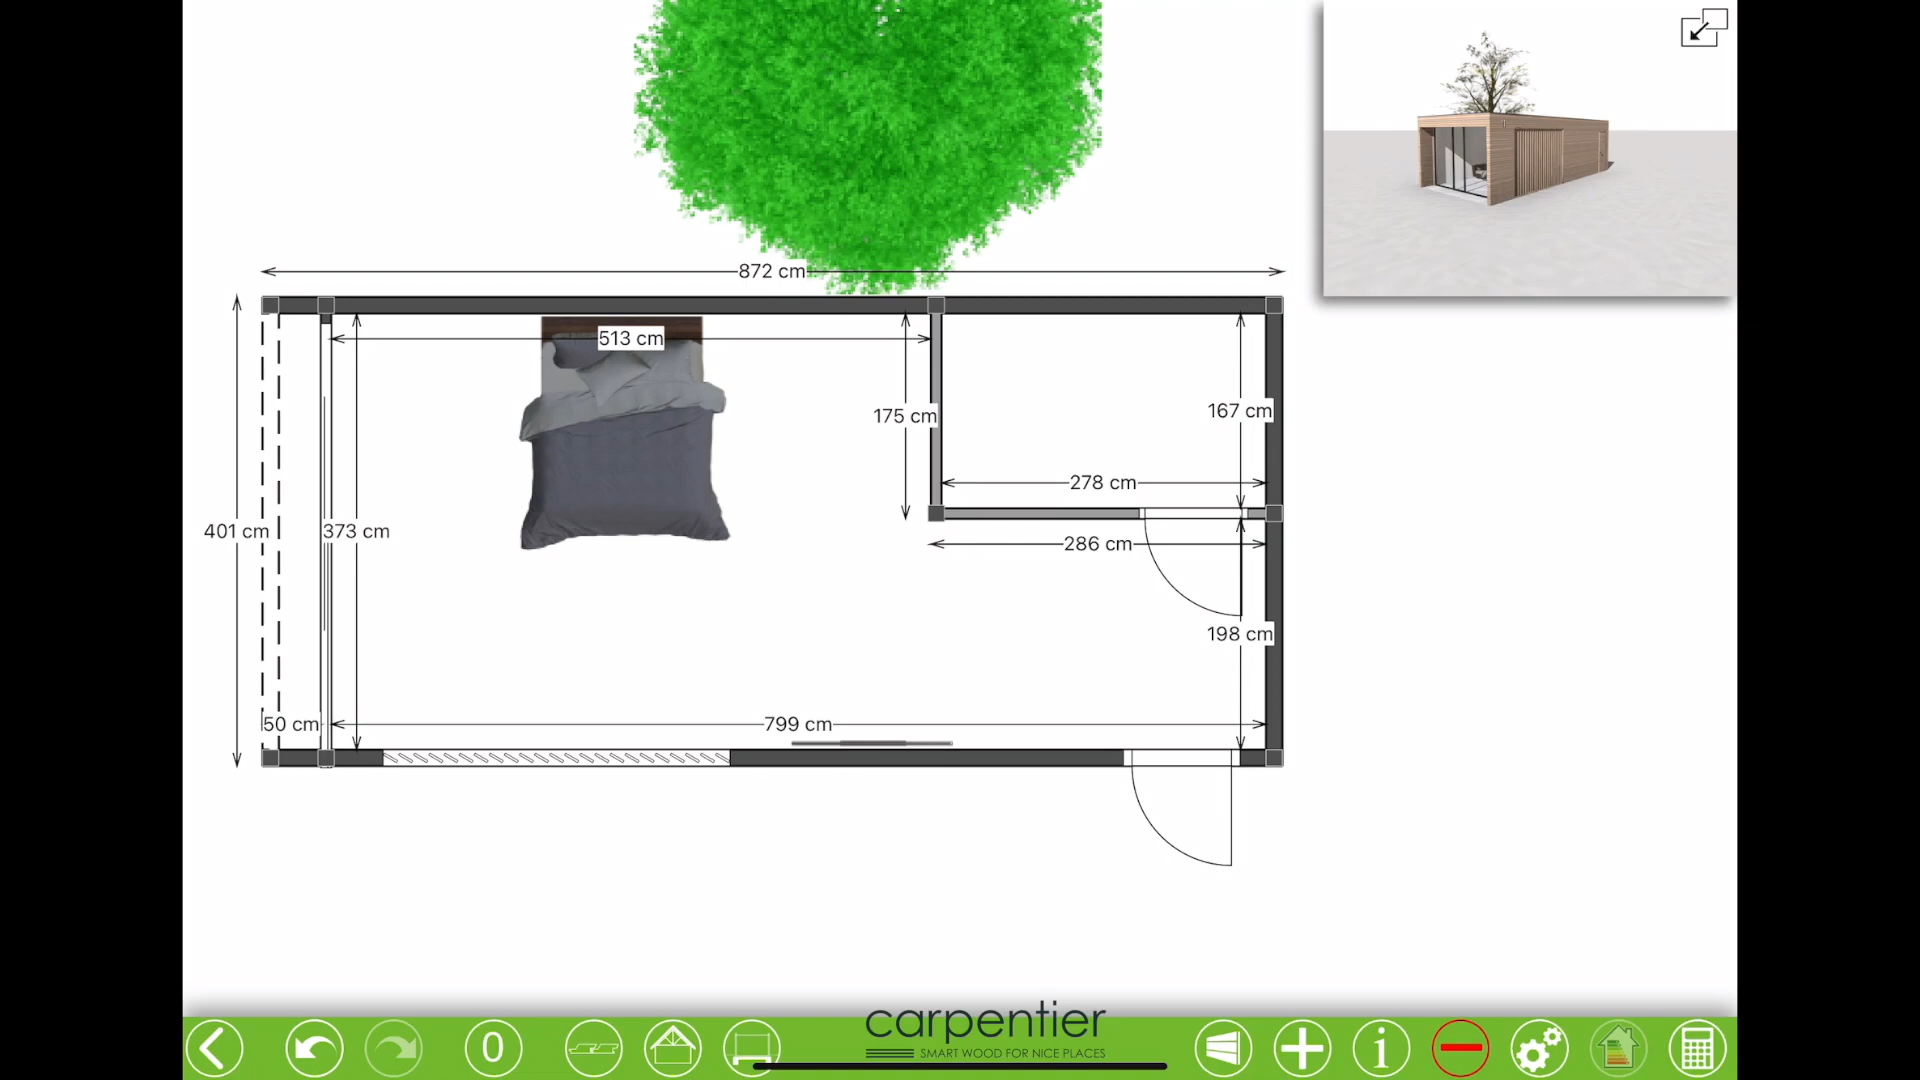 872 cm
513 cm
175 cm
167 cm
278 cm
401 cm
373 cm
286 cm
198 cm
50 cm
799 cm
carpentier
SMART WOOD FOR NICE PLACES
0
i